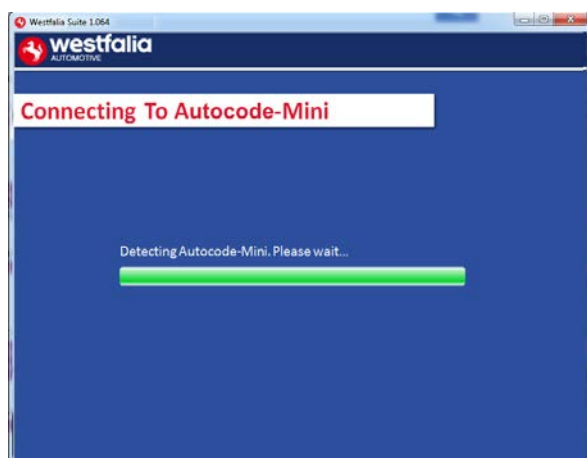 Westfalia Suite 1.064
westfalia
AUTOMOTIVE
Connecting To Autocode-Mini
Detecting Autocode-Mini. Please wait...